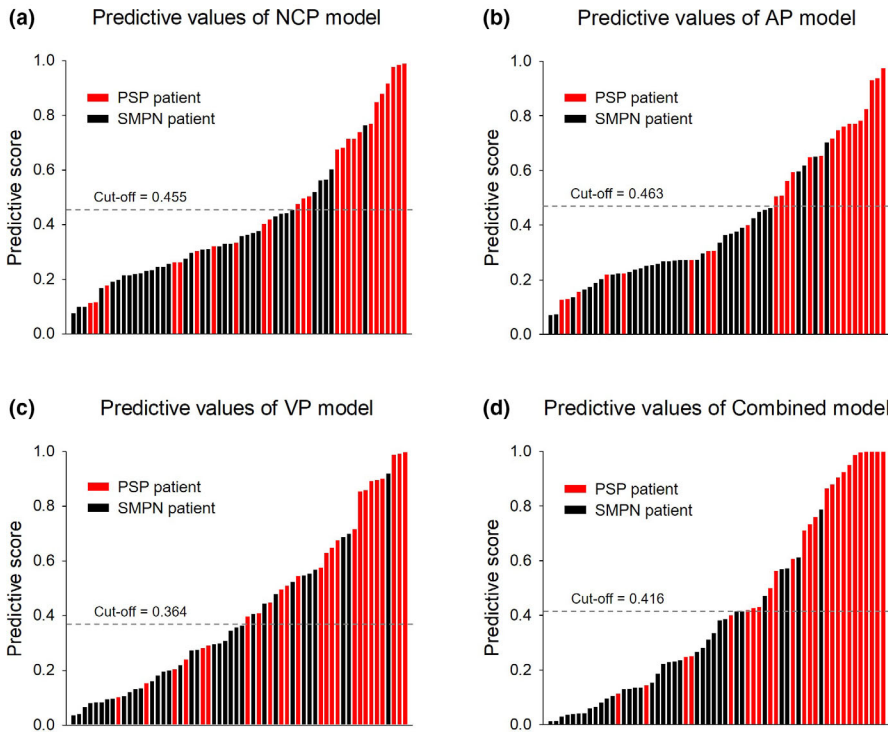 (a) Predictive values of NCP model
1.0
0.8
0.6
0.4
0.2
0.0
Predictive score
PSP patient
SMPN patient
Cut-off = 0.455
(b) Predictive values of AP model
1.0
0.8
0.6
0.4
0.2
0.0
Predictive score
PSP patient
SMPN patient
Cut-off = 0.463
(c) Predictive values of VP model
1.0
0.8
0.6
0.4
0.2
0.0
Predictive score
PSP patient
SMPN patient
Cut-off = 0.364
(d) Predictive values of Combined model
1.0
0.8
0.6
0.4
0.2
0.0
Predictive score
PSP patient
SMPN patient
Cut-off = 0.416